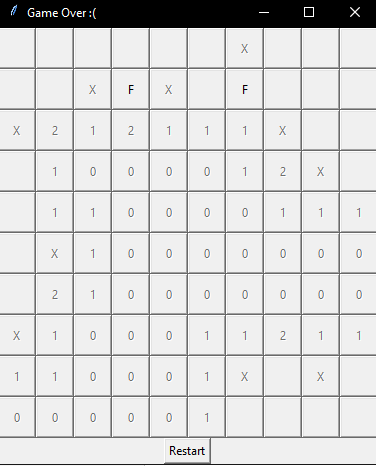 Game Over :(
X
X F X F
X 2 1 2 1 1 1 X
1 0 0 0 0 1 2 X
1 1 0 0 0 0 0 1 1 1
X 1 0 0 0 0 0 0 0
2 1 0 0 0 0 0 0 0
X 1 0 0 0 1 1 2 1 1
1 1 0 0 0 1 X X
0 0 0 0 0 1
Restart